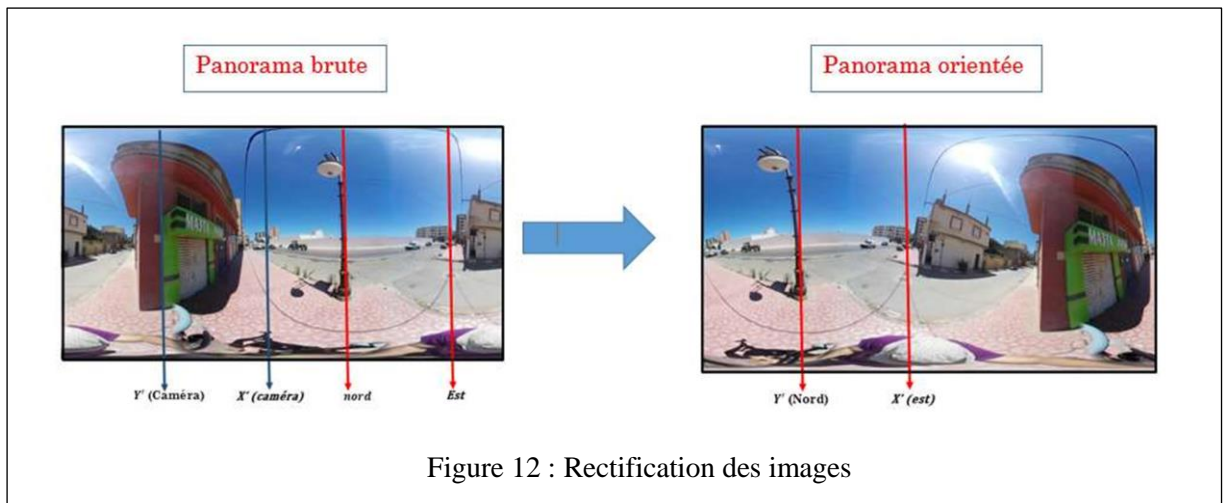 Panorama brute
Panorama orientée
Y' (Caméra) X' (caméra) nord Est
Y' (Nord) X' (est)
Figure 12 : Rectification des images